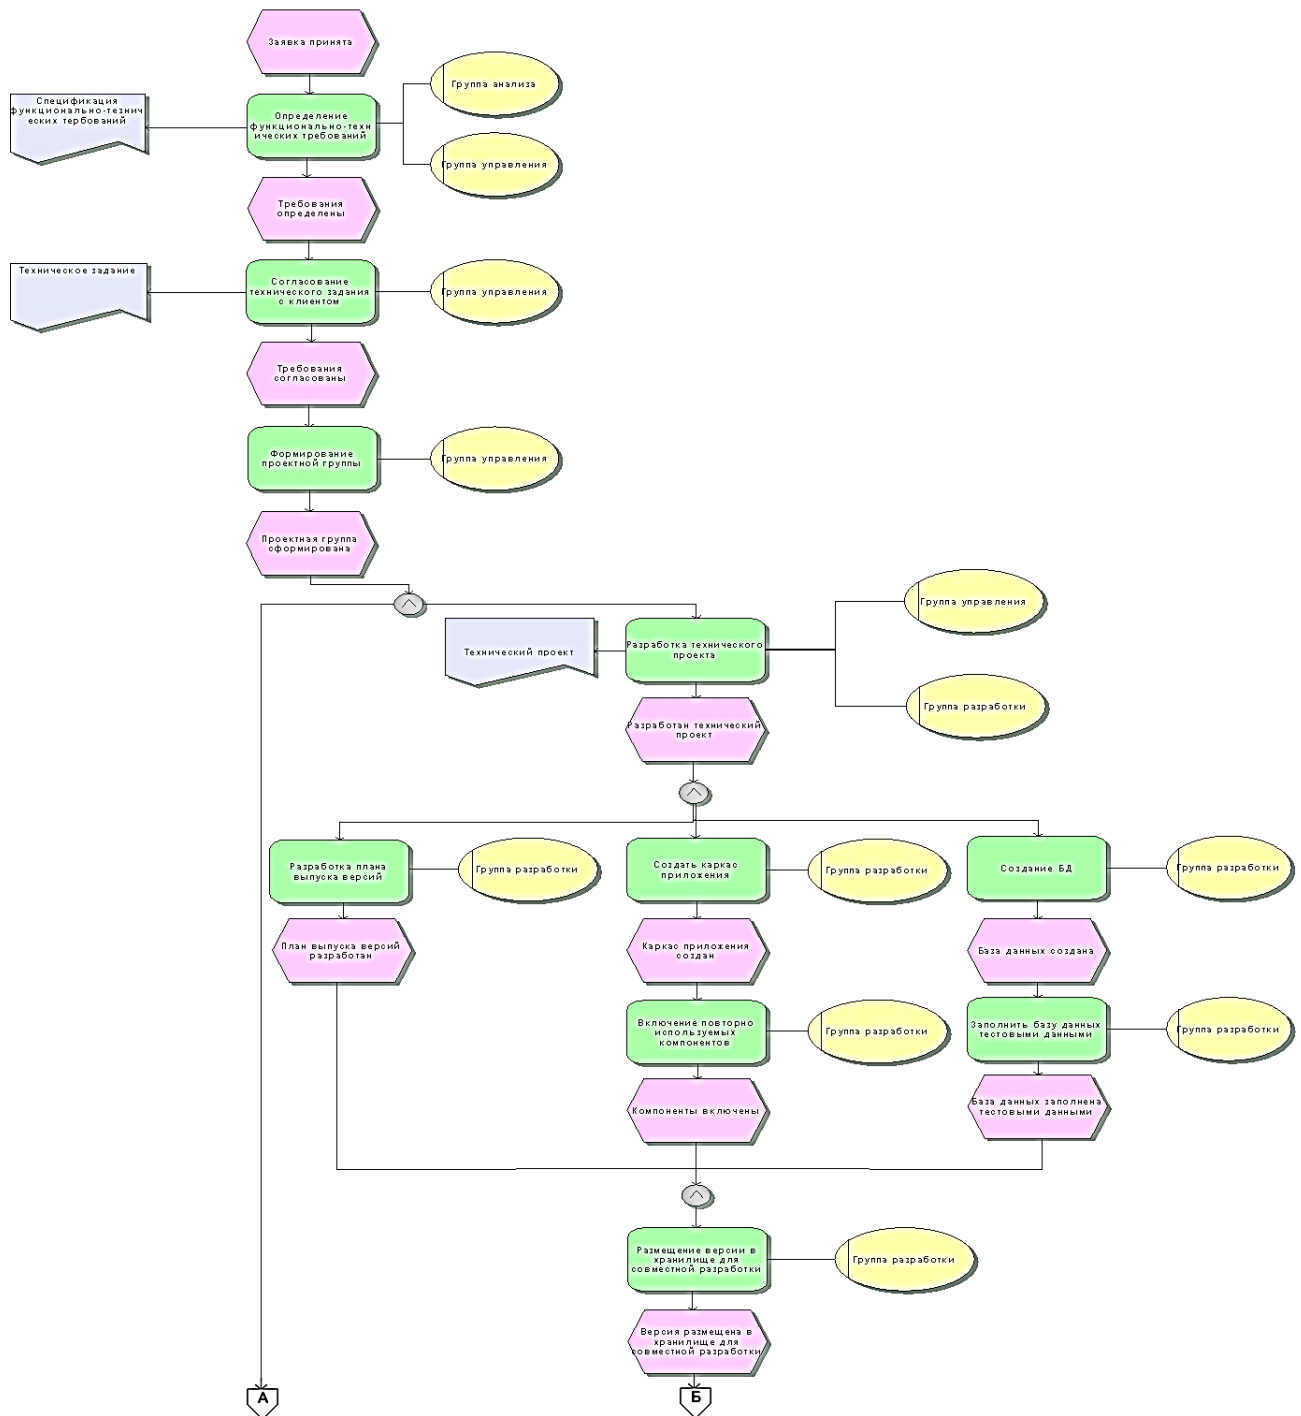 Заявка принята
Группа анализа
Спецификация
функционально-технич
еских тербований
Определение
функционально-техн
ических требований
Группа управления
Требования
определены
Техническое задание
Согласование
технического задания
с клиентом
Группа управления
Требования
согласованы
Формирование
проектной группы
Группа управления
Проектная группа
сформирована
Группа управления
Технический проект
Разработка технического
проекта
Группа разработки
Разработан технический
проект
Разработка плана
выпуска версий
Группа разработки
Создать каркас
приложения
Группа разработки
Создание БД
Группа разработки
План выпуска версий
разработан
Каркас приложения
создан
База данных создана
Включение повторно
используемых
компонентов
Группа разработки
Заполнить базу данных
тестовыми данными
Группа разработки
Компоненты включены
База данных заполнена
тестовыми данными
Размещение версии в
хранилище для
совместной разработки
Группа разработки
Версия размещена в
хранилище для
совместной разработки
А
Б